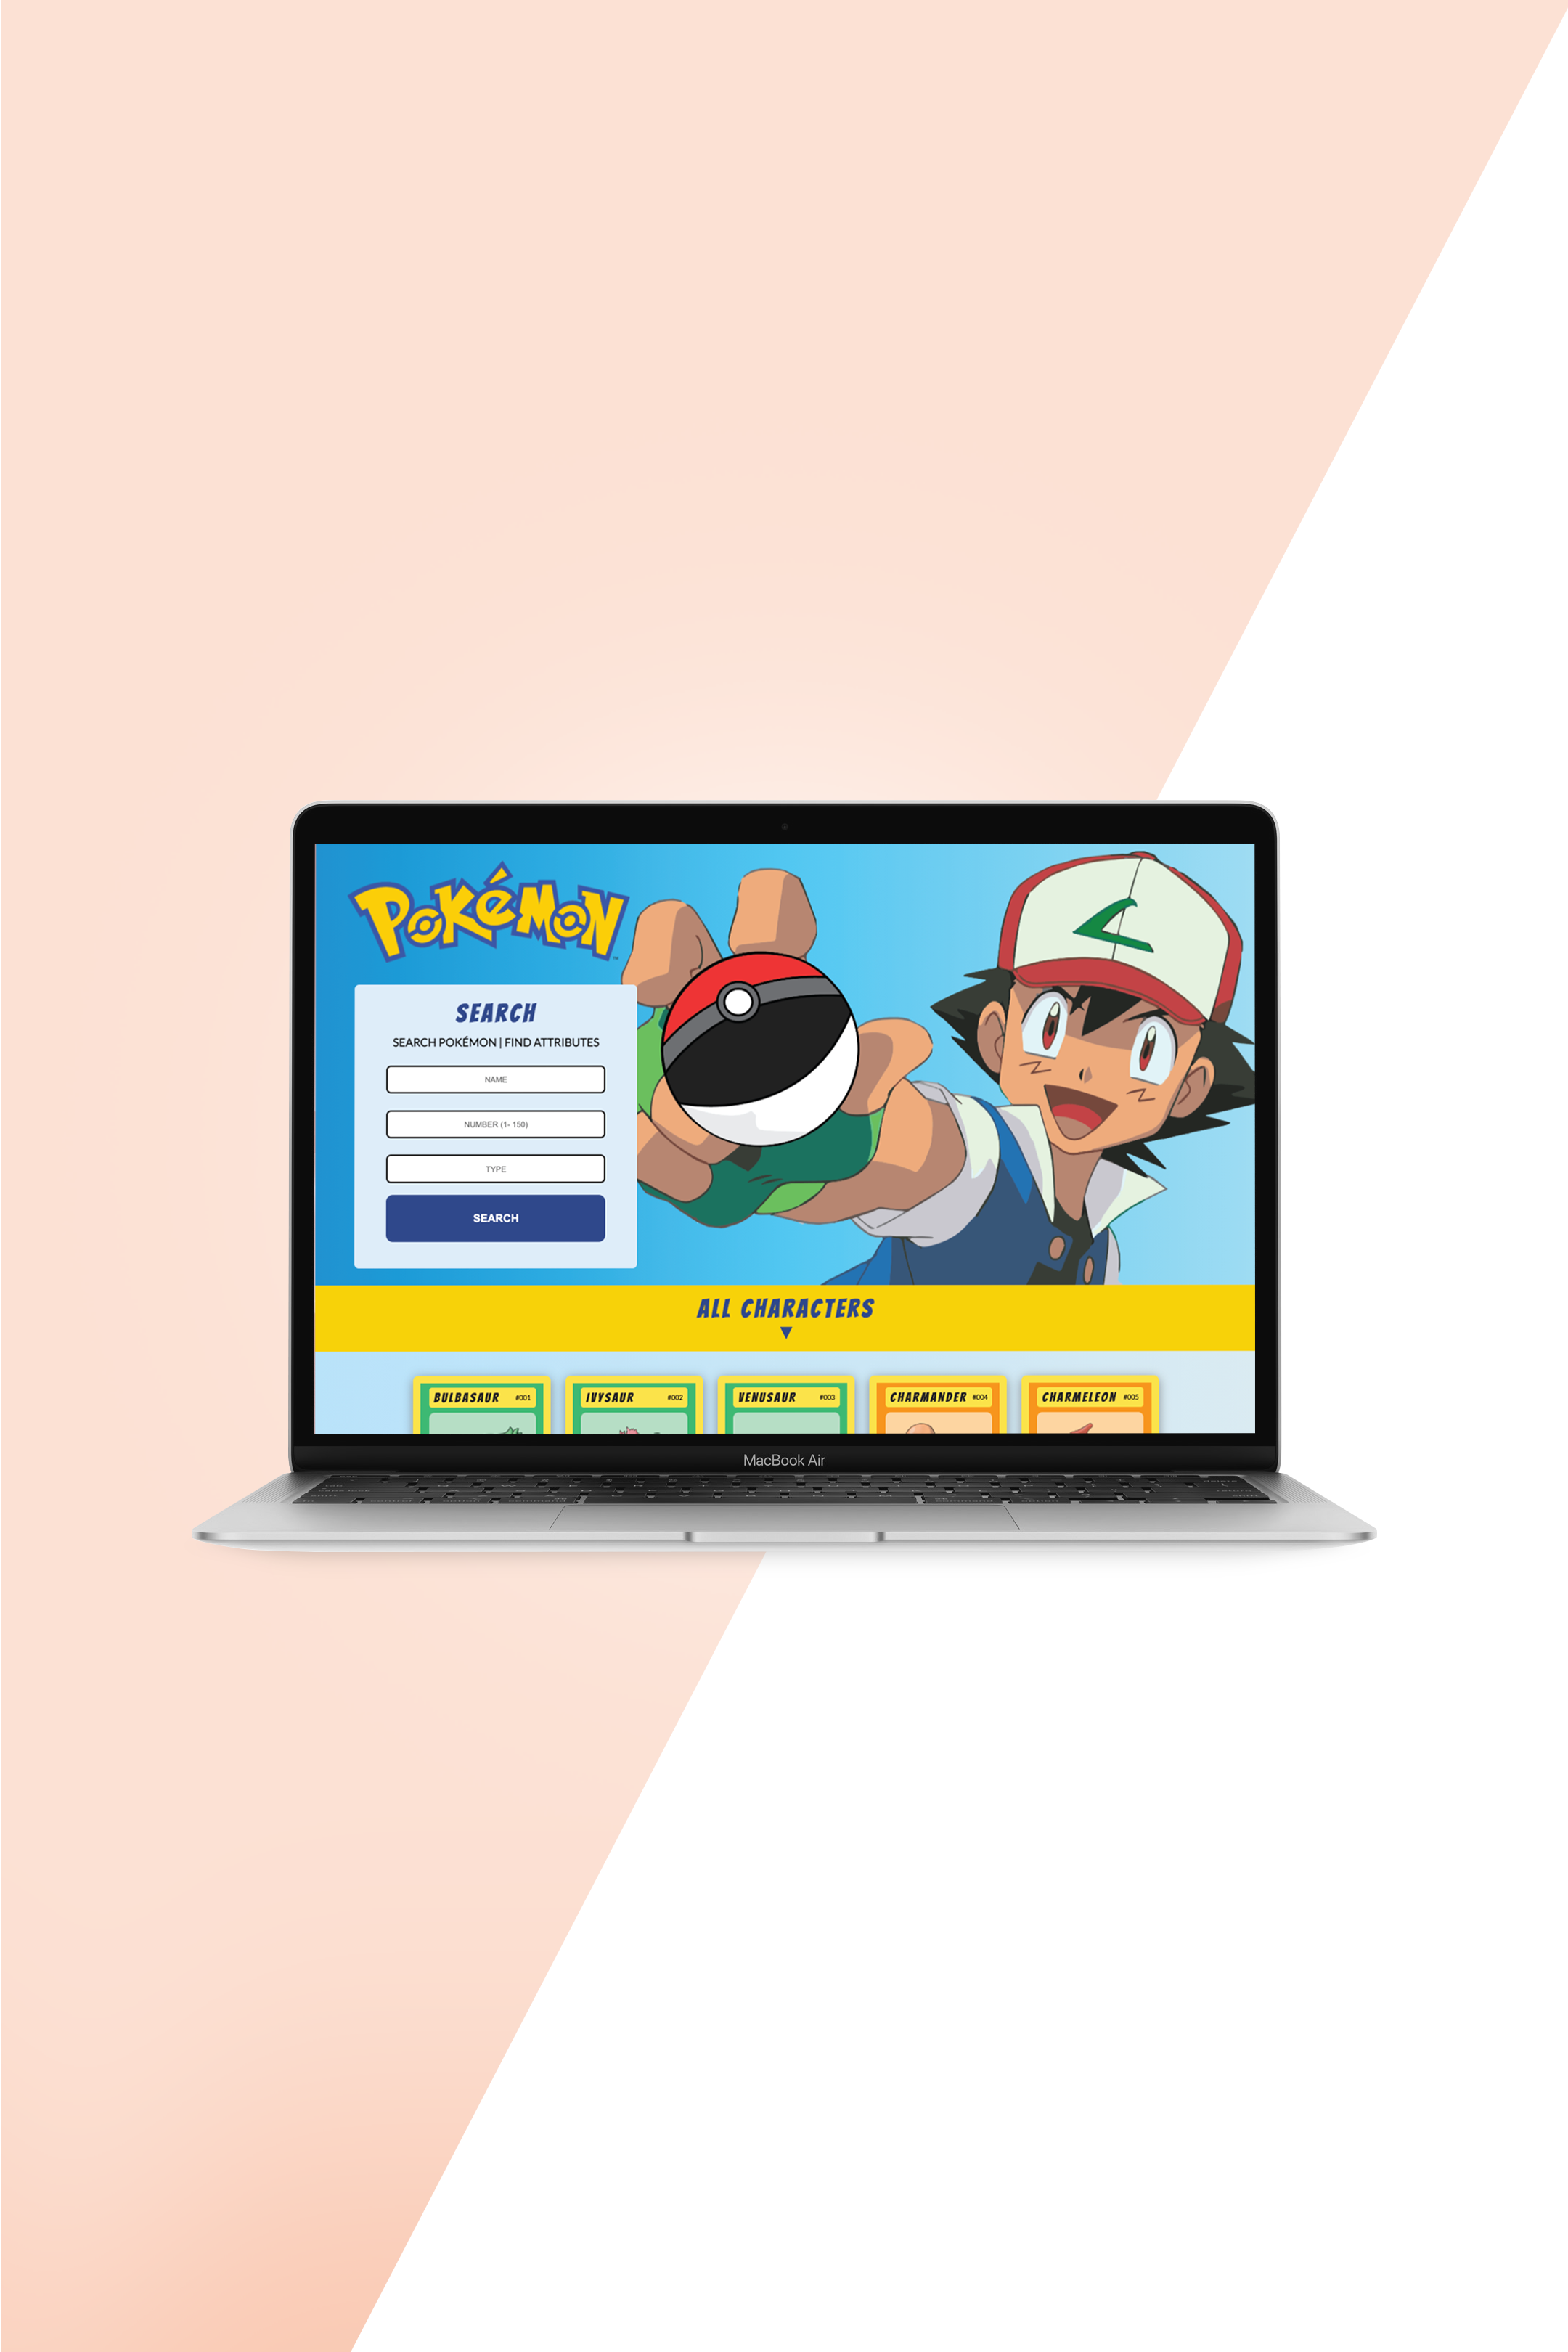 POKéMON
™
SEARCH
SEARCH POKÉMON | FIND ATTRIBUTES
NAME
NUMBER (1- 150)
TYPE
SEARCH
ALL CHARACTERS
BULBASAUR #001
IVYSAUR #002
VENUSAUR #003
CHARMANDER #004
CHARMELEON #005
MacBook Air